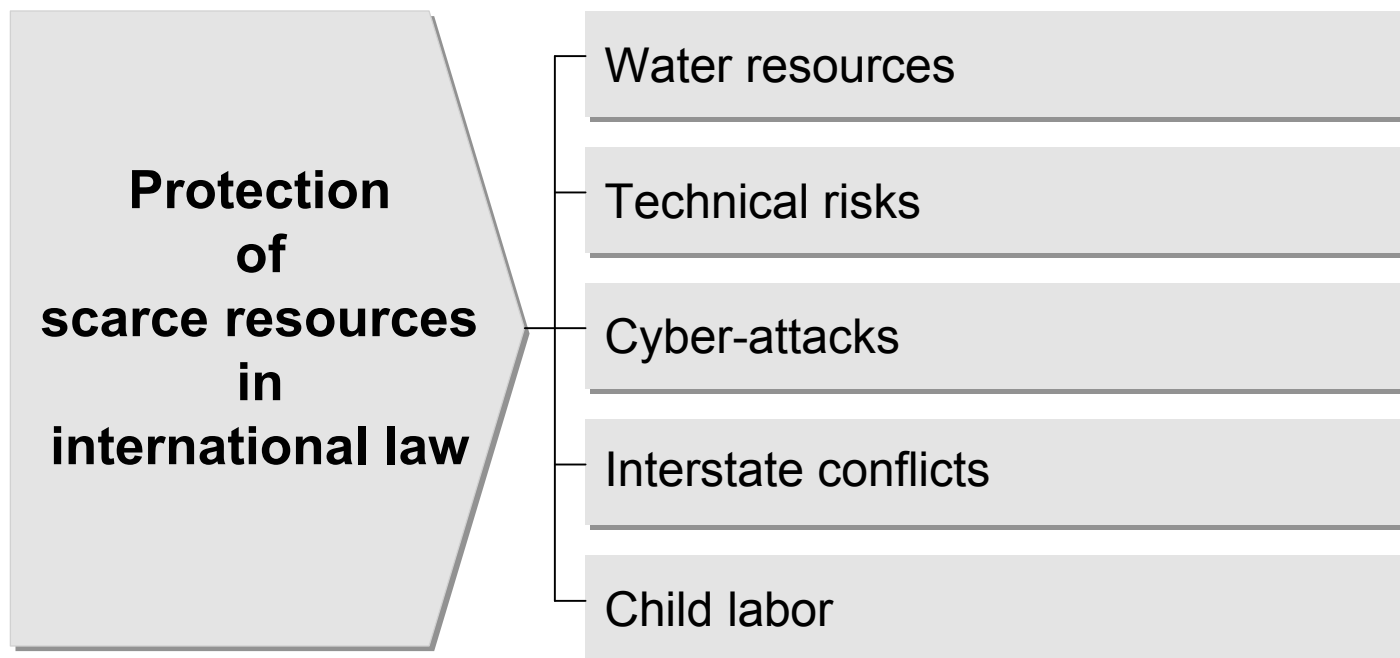 Protection
of
scarce resources
in
international law
Water resources
Technical risks
Cyber-attacks
Interstate conflicts
Child labor